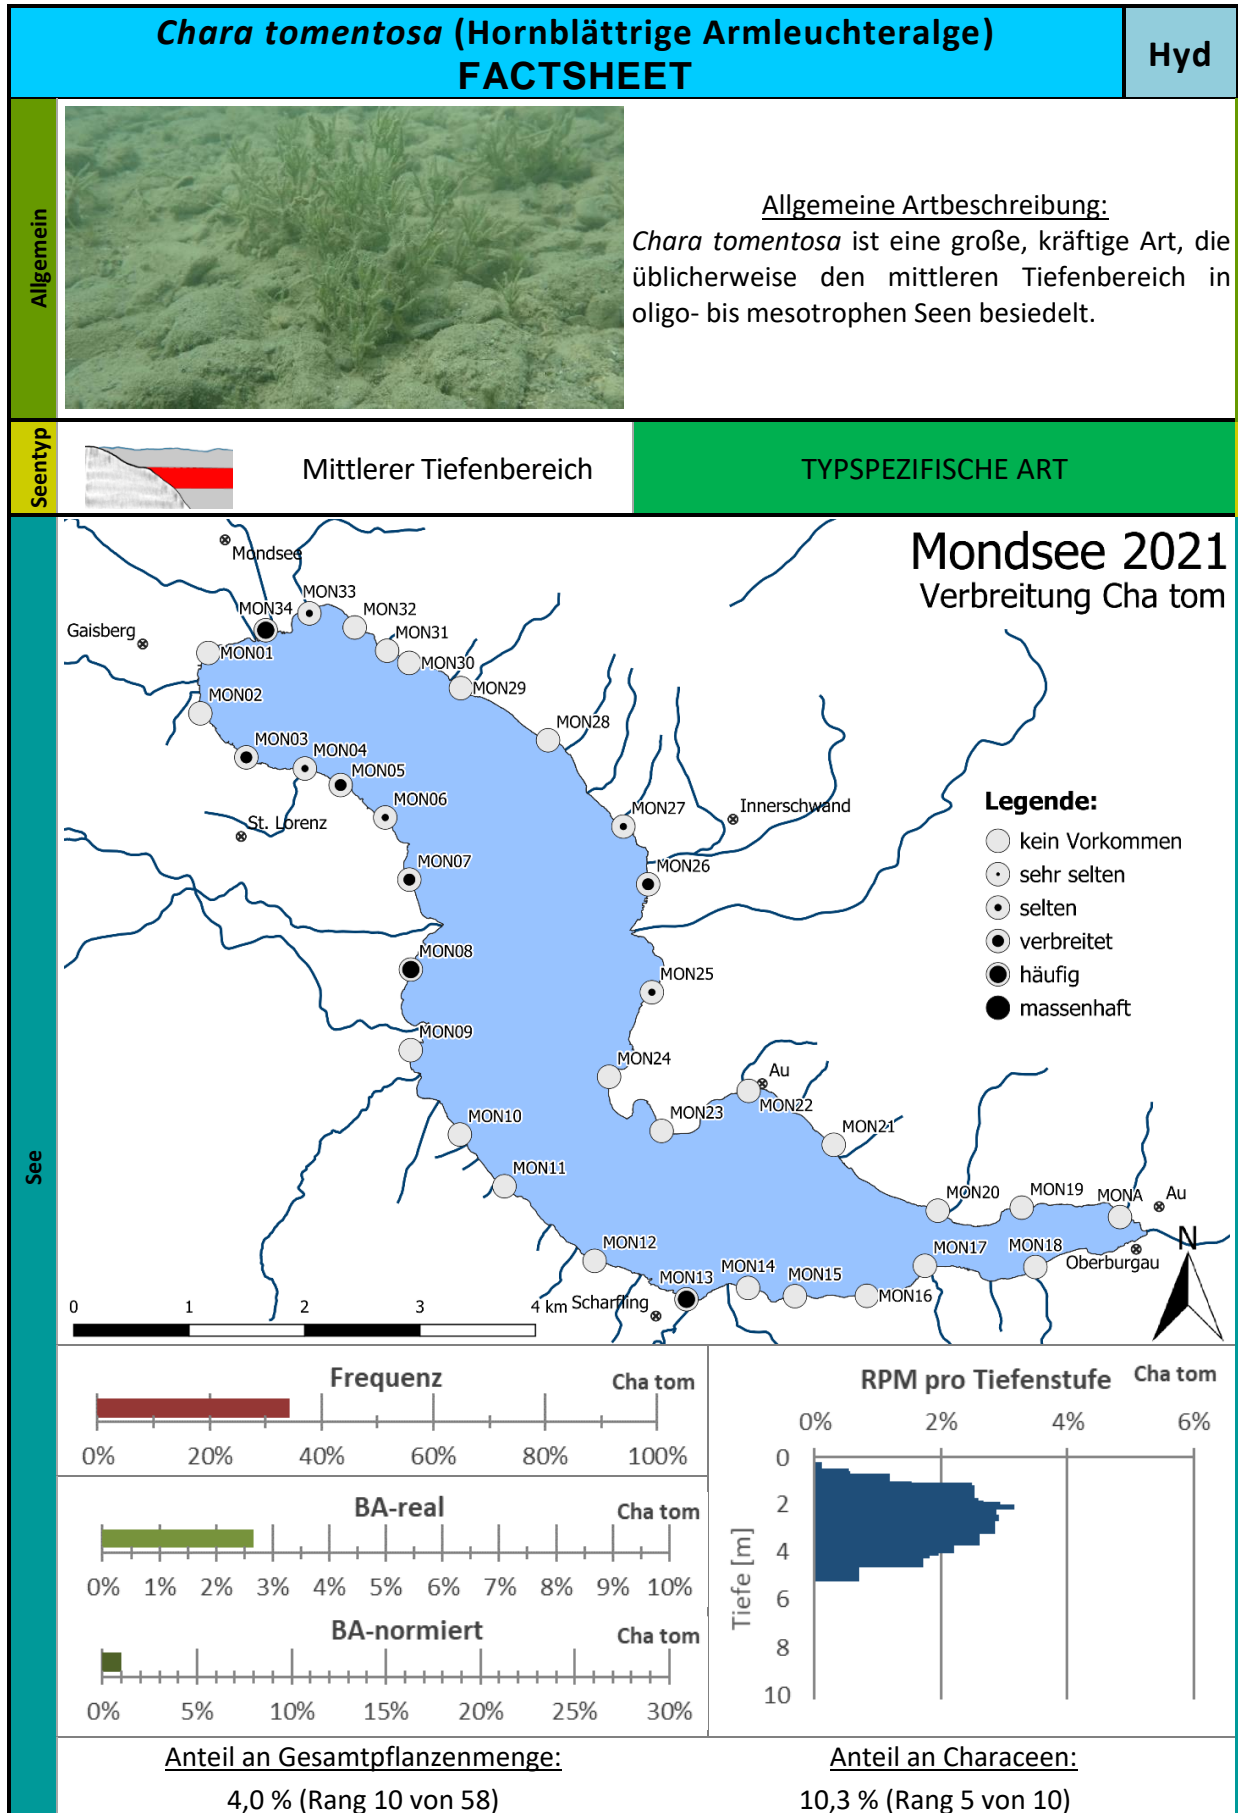 Chara tomentosa (Hornblättrige Armleuchteralge)
FACTSHEET
Hyd
Allgemein
Allgemeine Artbeschreibung:
Chara tomentosa ist eine große, kräftige Art, die
üblicherweise den mittleren Tiefenbereich in
oligo- bis mesotrophen Seen besiedelt.
Seentyp
Mittlerer Tiefenbereich
TYPSPEZIFISCHE ART
See
Mondsee 2021
Verbreitung Cha tom
Mondsee
MON33
MON34
MON32
Gaisberg
MON31
MON01
MON30
MON29
MON02
MON28
MON03
MON04
MON05
MON06
MON27
Innerschwand
St. Lorenz
MON07
MON26
MON08
MON25
MON09
MON24
Au
MON22
MON23
MON10
MON21
MON11
MON20
MON19
MONA
Au
MON12
MON17
MON18
Oberburgau
N
MON13
MON14
MON15
MON16
Scharfling
Legende:
kein Vorkommen
sehr selten
selten
verbreitet
häufig
massenhaft
0 1 2 3 4 km
Frequenz
Cha tom
0% 20% 40% 60% 80% 100%
BA-real
Cha tom
0% 1% 2% 3% 4% 5% 6% 7% 8% 9% 10%
BA-normiert
Cha tom
0% 5% 10% 15% 20% 25% 30%
RPM pro Tiefenstufe
Cha tom
0% 2% 4% 6%
Tiefe [m]
0
2
4
6
8
10
Anteil an Gesamtpflanzenmenge:
4,0 % (Rang 10 von 58)
Anteil an Characeen:
10,3 % (Rang 5 von 10)